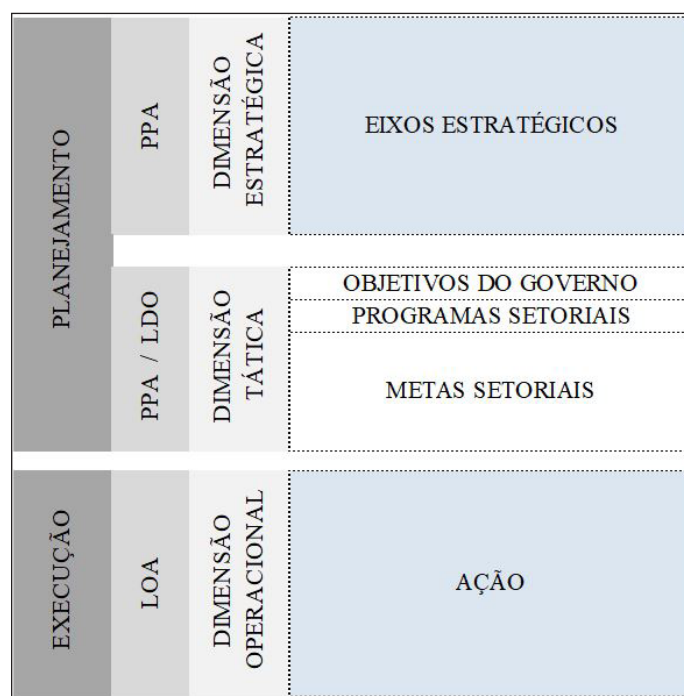 PLANEJAMENTO
PPA
DIMENSÃO
ESTRATÉGICA
EIXOS ESTRATÉGICOS
PPA / LDO
DIMENSÃO
TÁTICA
OBJETIVOS DO GOVERNO
PROGRAMAS SETORIAIS
METAS SETORIAIS
EXECUÇÃO
LOA
DIMENSÃO
OPERACIONAL
AÇÃO